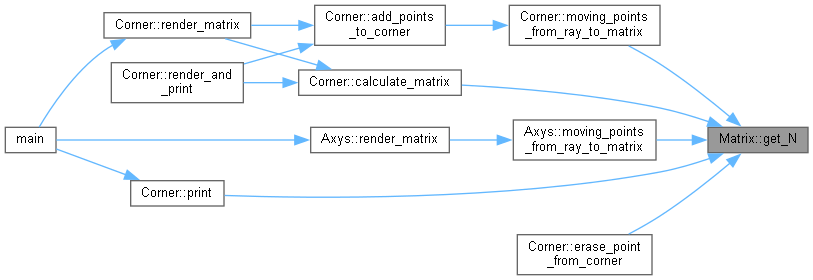 Corner::render_matrix
Corner::add_points
_to_corner
Corner::moving_points
_from_ray_to_matrix
Corner::render_and
_print
Corner::calculate_matrix
main
Axys::render_matrix
Axys::moving_points
_from_ray_to_matrix
Matrix::get_N
Corner::print
Corner::erase_point
_from_corner